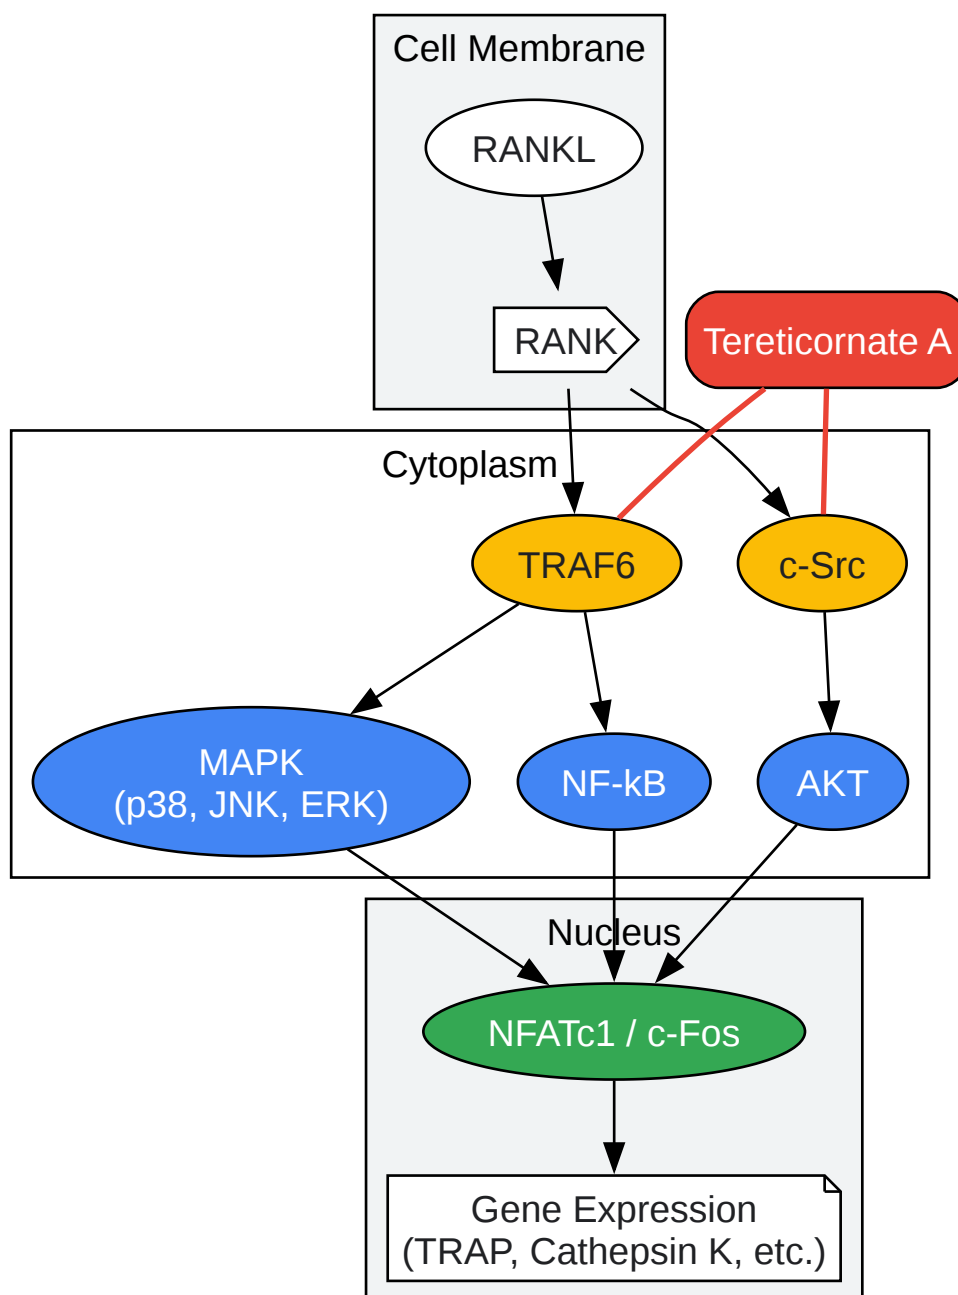 Cell Membrane
RANKL
RANK
Tereticornate A
Cytoplasm
TRAF6
c-Src
MAPK
(p38, JNK, ERK)
NF-kB
AKT
Nucleus
NFATc1 / c-Fos
Gene Expression
(TRAP, Cathepsin K, etc.)